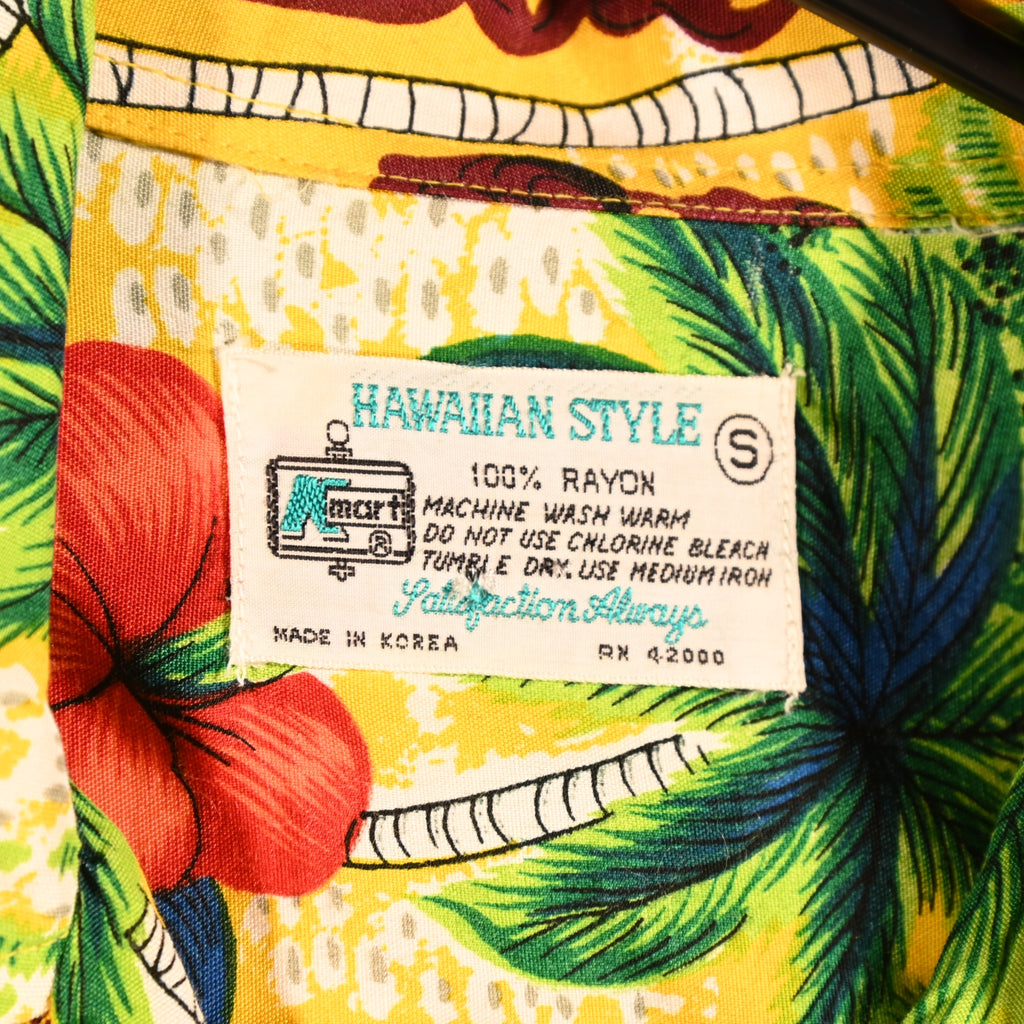 HAWAIIAN STYLE
S
100% RAYON
Kmart ®
MACHINE WASH WARM
DO NOT USE CHLORINE BLEACH
TUMBLE DRY. USE MEDIUM IRON
Satisfaction Always
MADE IN KOREA
RN 42000